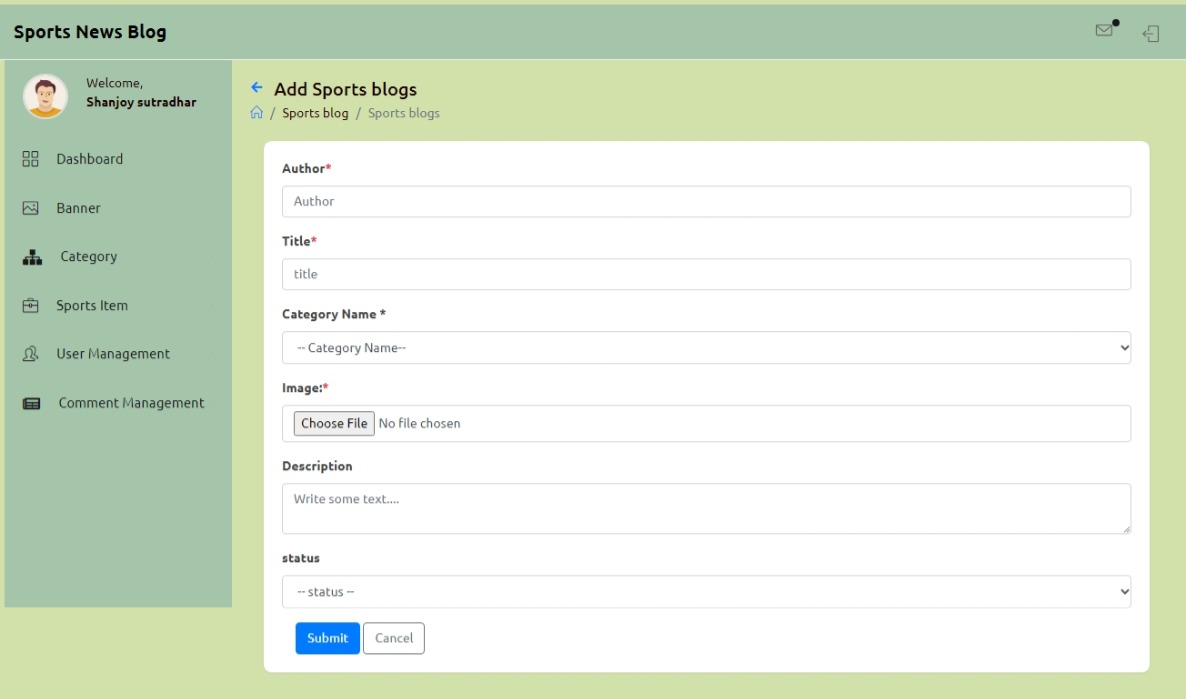 Sports News Blog
Welcome,
Shanjoy sutradhar
Dashboard
Banner
Category
Sports Item
User Management
Comment Management
Add Sports blogs
/ Sports blog / Sports blogs
Author*
Author
Title*
title
Category Name *
-- Category Name--
Image:*
Choose File No file chosen
Description
Write some text....
status
-- status --
Submit Cancel